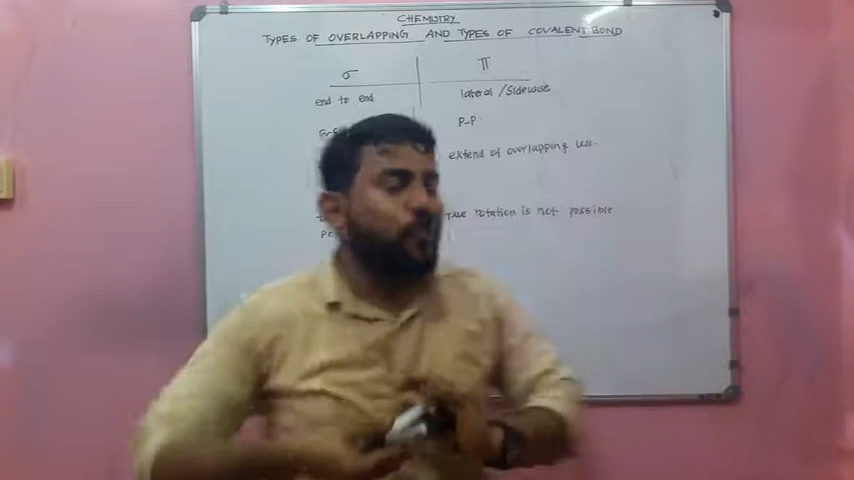 CHEMISTRY
TYPES OF OVERLAPPING AND TYPES OF COVALENT BOND
σ π
end to end lateral / Sidewise
P-P
extend of overlapping less
rotation is not possible